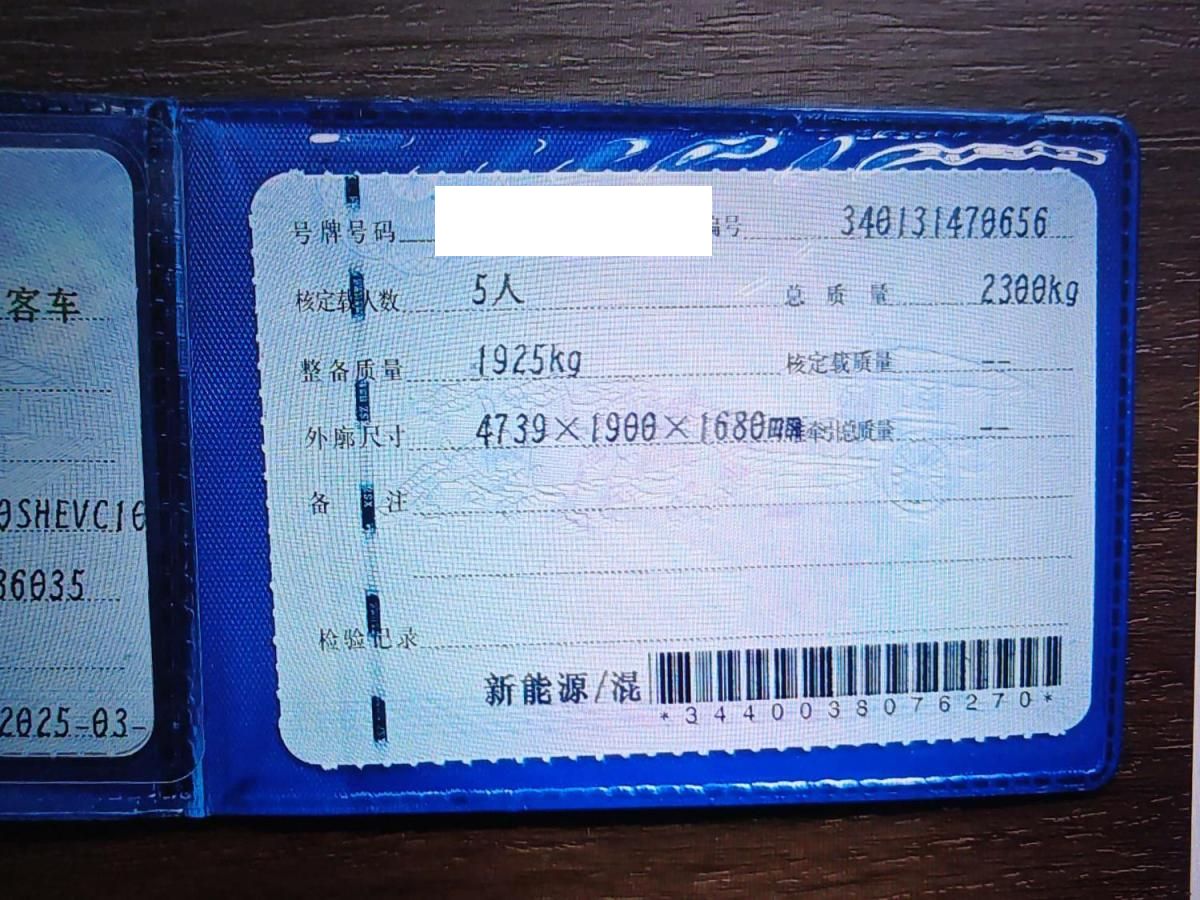 客车
0SHEVC10
36035
2025-03-
号牌号码 编号 340131470656
核定载人数 5人 总质量 2300kg
整备质量 1925kg 核定载质量 --
外廓尺寸 4739×1900×1680mm 准牵引总质量 --
备注
检验记录
新能源/混
*3440038076270*